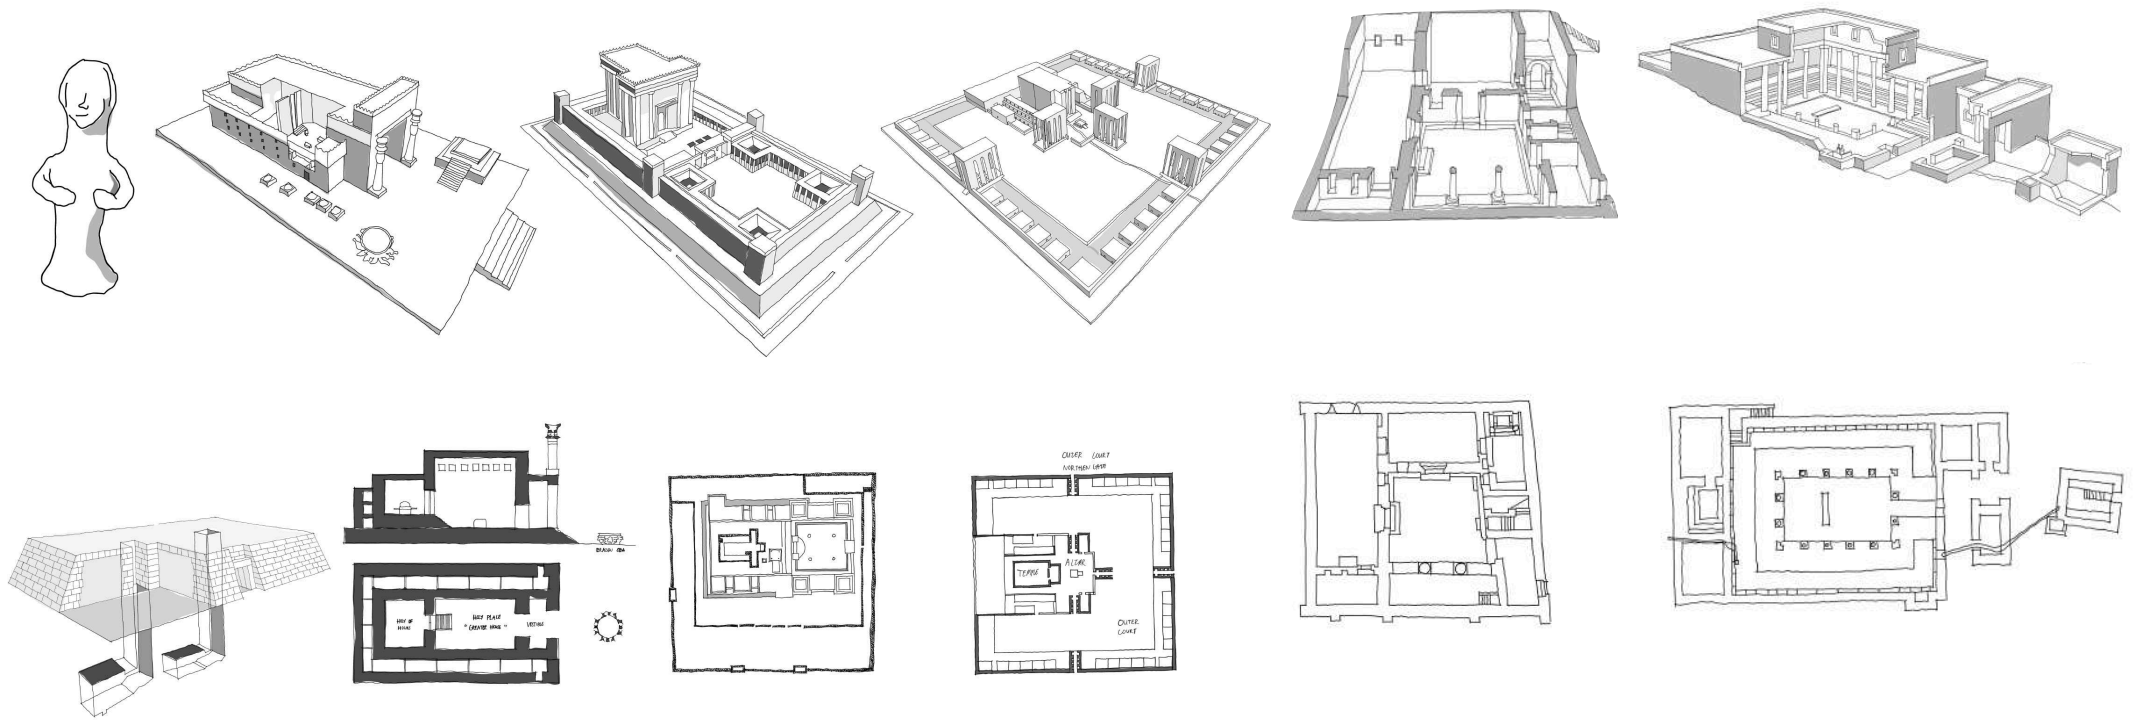 BRAZEN SEA
HOLY OF
HOLIES
HOLY PLACE
"GREATER HOUSE"
VESTIBULE
OUTER COURT
NORTHERN GATE
TEMPLE
ALTAR
OUTER
COURT